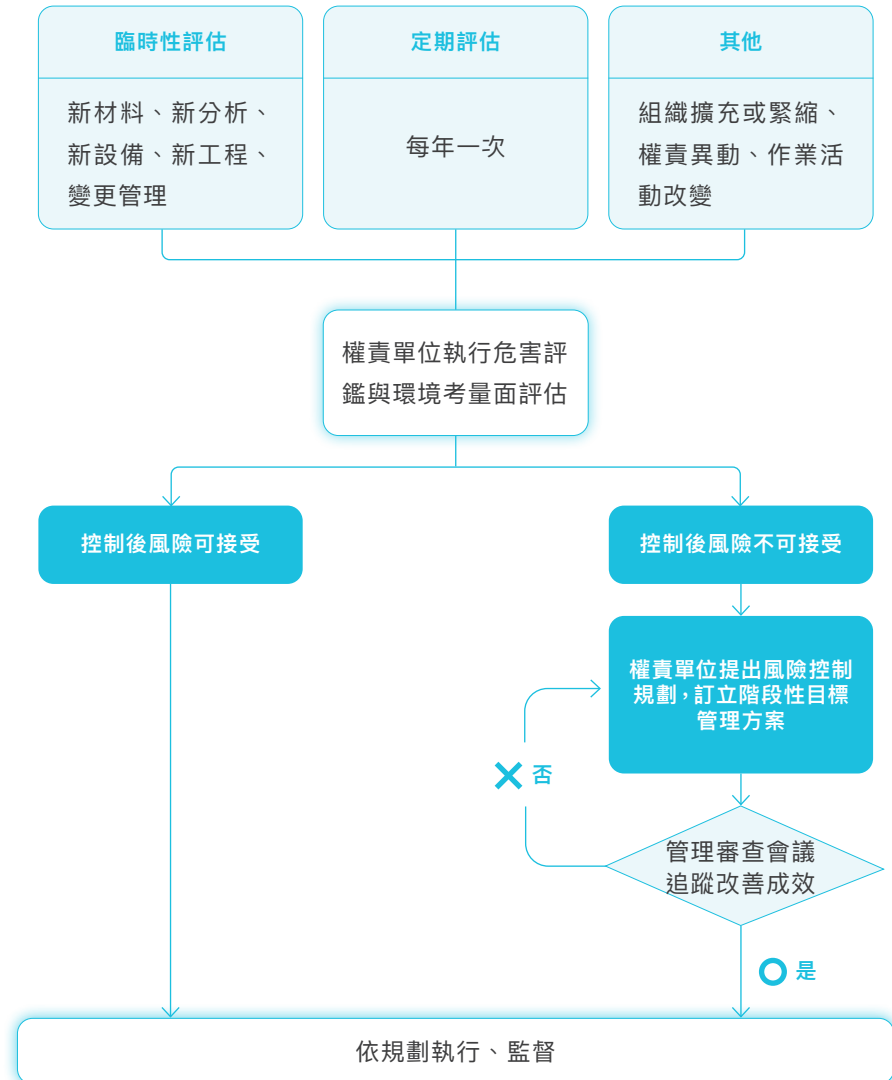 臨時性評估
新材料、新分析、
新設備、新工程、
變更管理
定期評估
每年一次
其他
組織擴充或緊縮、
權責異動、作業活
動改變
權責單位執行危害評
鑑與環境考量面評估
控制後風險可接受
控制後風險不可接受
權責單位提出風險控制
規劃，訂立階段性目標
管理方案
否
管理審查會議
追蹤改善成效
是
依規劃執行、監督